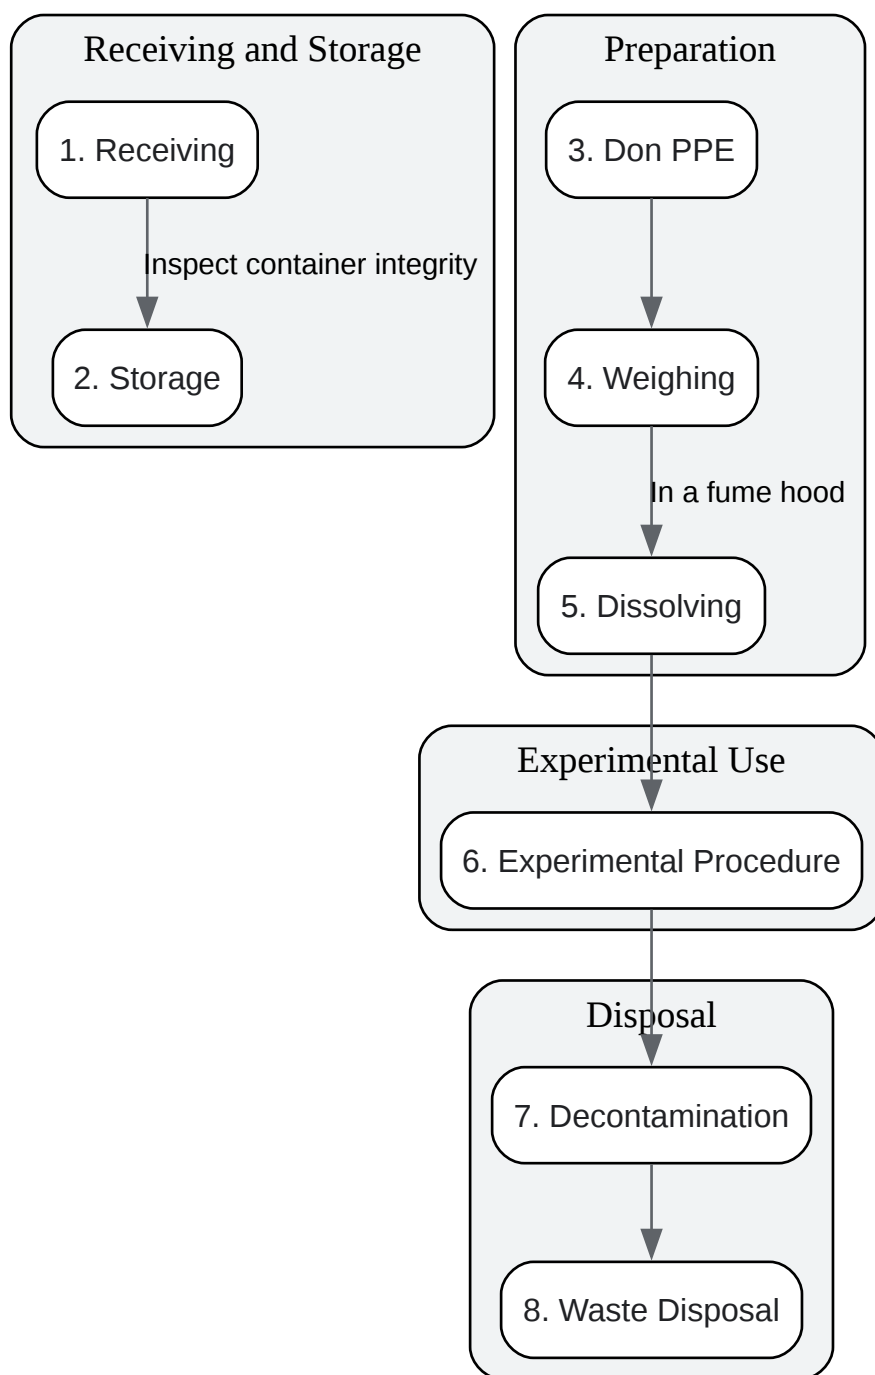 Receiving and Storage
1. Receiving
Inspect container integrity
2. Storage
Preparation
3. Don PPE
4. Weighing
In a fume hood
5. Dissolving
Experimental Use
6. Experimental Procedure
Disposal
7. Decontamination
8. Waste Disposal